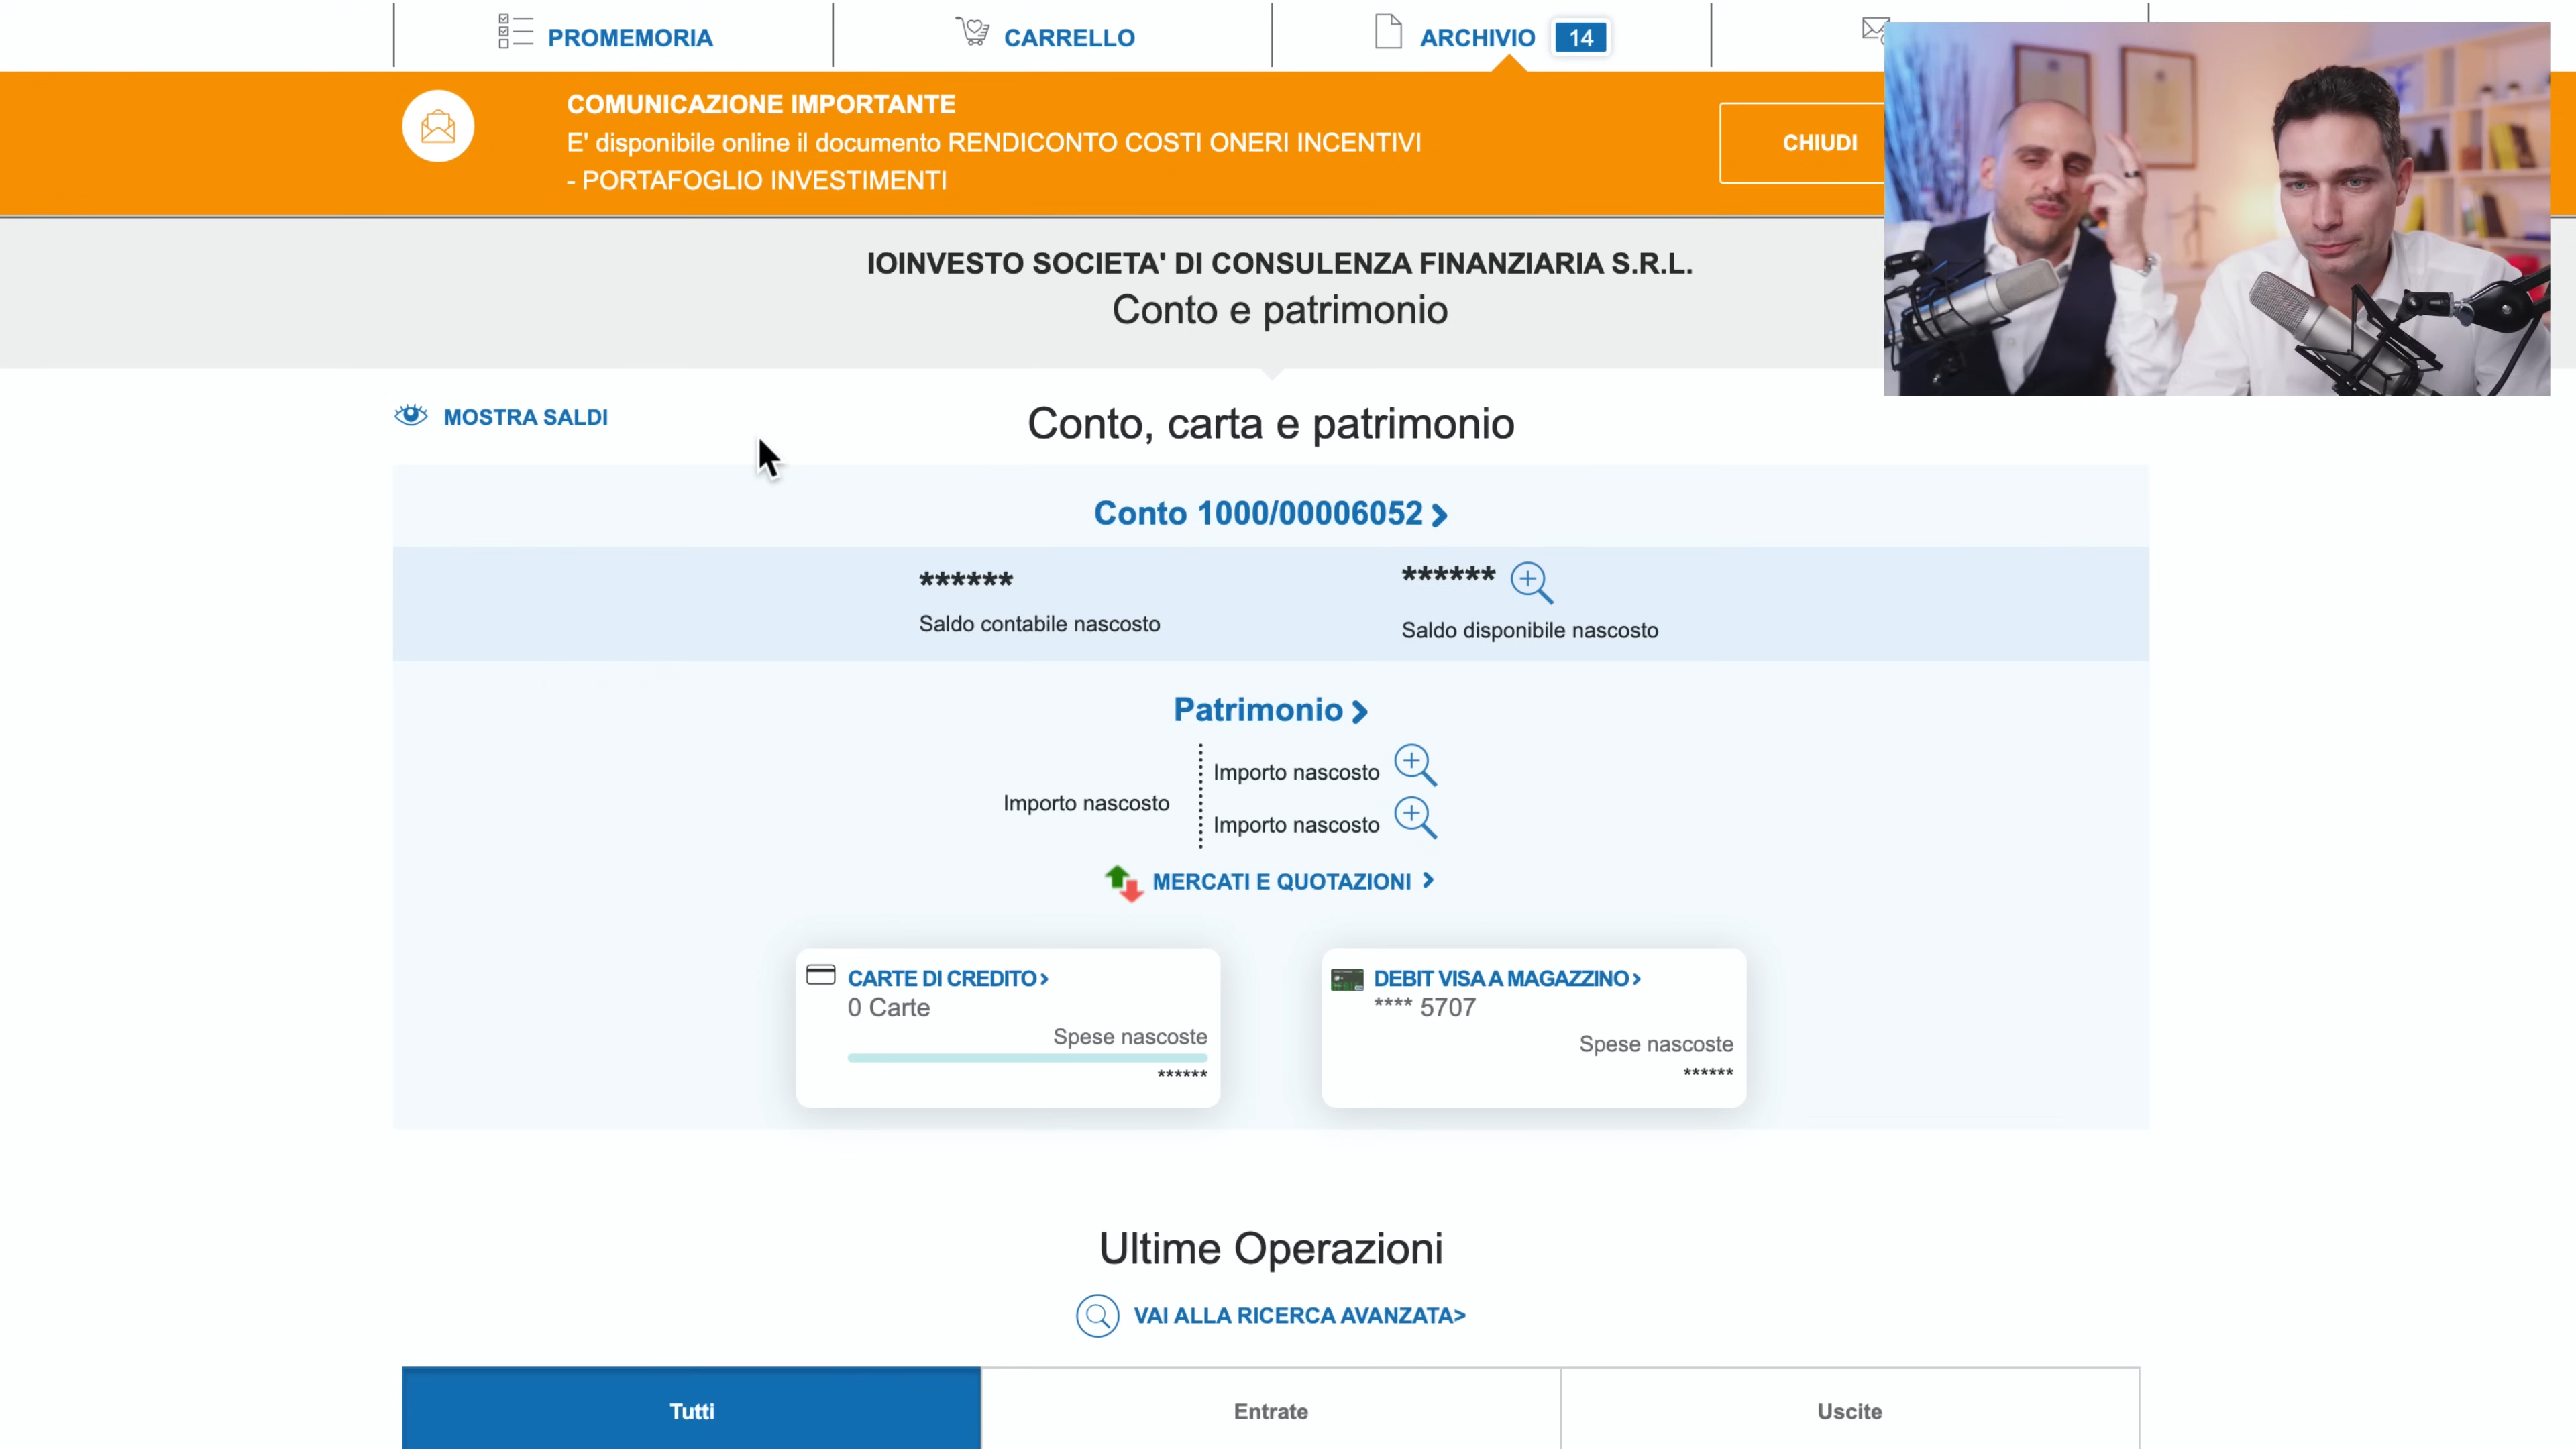 PROMEMORIA
CARRELLO
ARCHIVIO 14
COMUNICAZIONE IMPORTANTE
E' disponibile online il documento RENDICONTO COSTI ONERI INCENTIVI
- PORTAFOGLIO INVESTIMENTI
CHIUDI
IOINVESTO SOCIETA' DI CONSULENZA FINANZIARIA S.R.L.
Conto e patrimonio
MOSTRA SALDI
Conto, carta e patrimonio
Conto 1000/00006052 >
****** ******
Saldo contabile nascosto Saldo disponibile nascosto
Patrimonio >
Importo nascosto
Importo nascosto
Importo nascosto
MERCATI E QUOTAZIONI >
CARTE DI CREDITO >
0 Carte
Spese nascoste
******
DEBIT VISA A MAGAZZINO >
**** 5707
Spese nascoste
******
Ultime Operazioni
VAI ALLA RICERCA AVANZATA>
Tutti Entrate Uscite